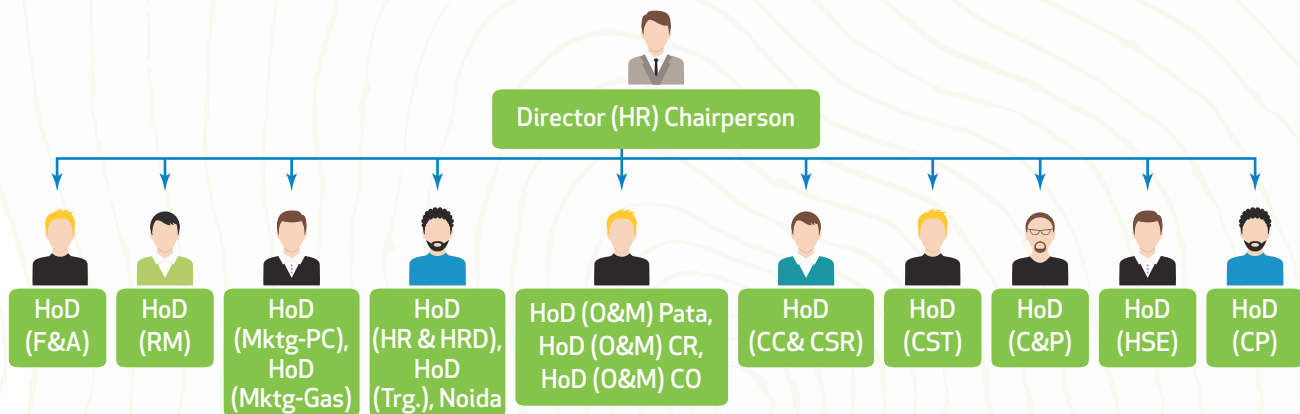 Director (HR) Chairperson
HoD
(F&A)
HoD
(RM)
HoD
(Mktg-PC),
HoD
(Mktg-Gas)
HoD
(HR & HRD),
HoD
(Trg.), Noida
HoD (O&M) Pata,
HoD (O&M) CR,
HoD (O&M) CO
HoD
(CC& CSR)
HoD
(CST)
HoD
(C&P)
HoD
(HSE)
HoD
(CP)